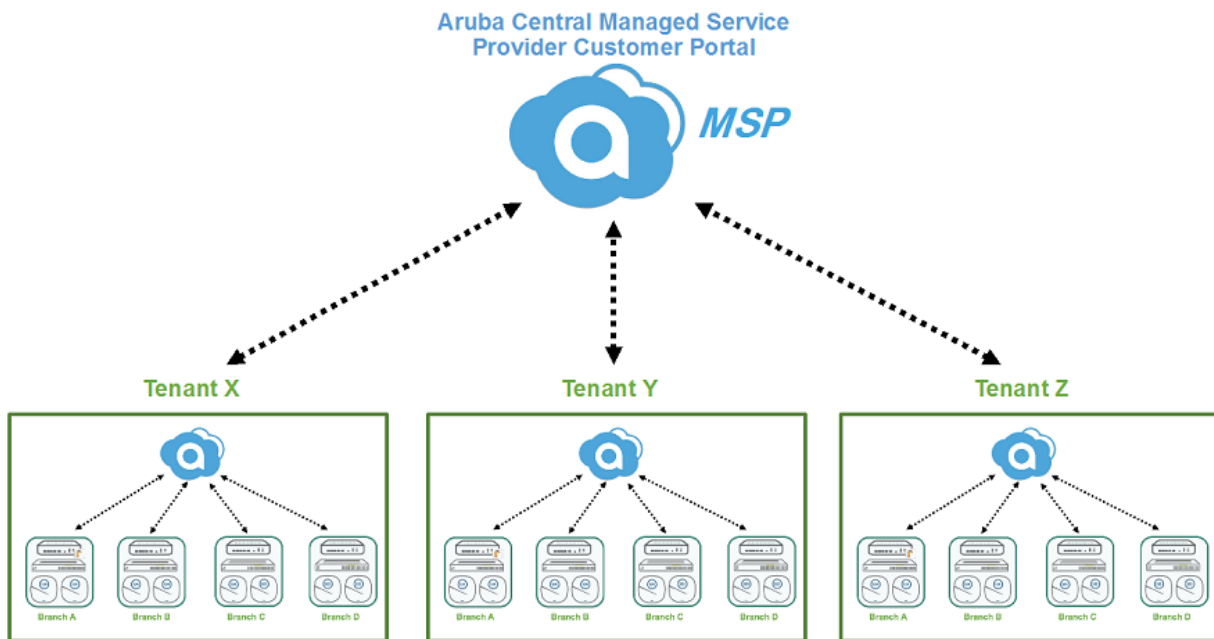 Aruba Central Managed Service
Provider Customer Portal
MSP
Tenant X
Tenant Y
Tenant Z
Branch A
Branch B
Branch C
Branch D
Branch A
Branch B
Branch C
Branch D
Branch A
Branch B
Branch C
Branch D